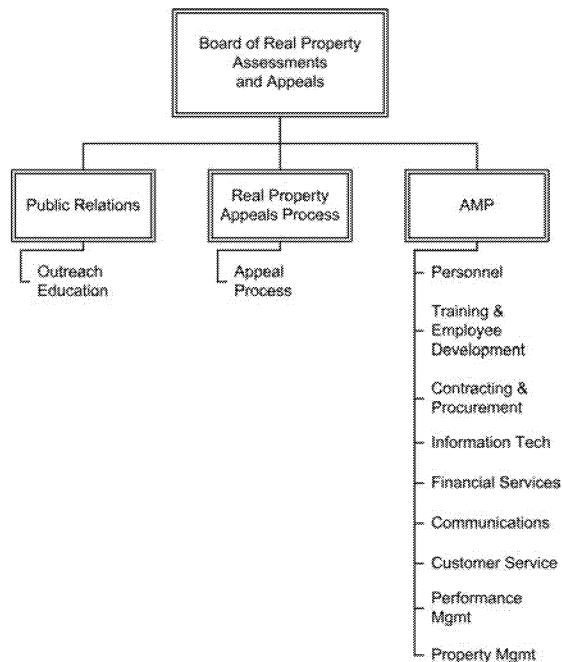 Board of Real Property
Assessments
and Appeals
Public Relations
Real Property
Appeals Process
AMP
Outreach
Education
Appeal
Process
Personnel
Training &
Employee
Development
Contracting &
Procurement
Information Tech
Financial Services
Communications
Customer Service
Performance
Mgmt
Property Mgmt